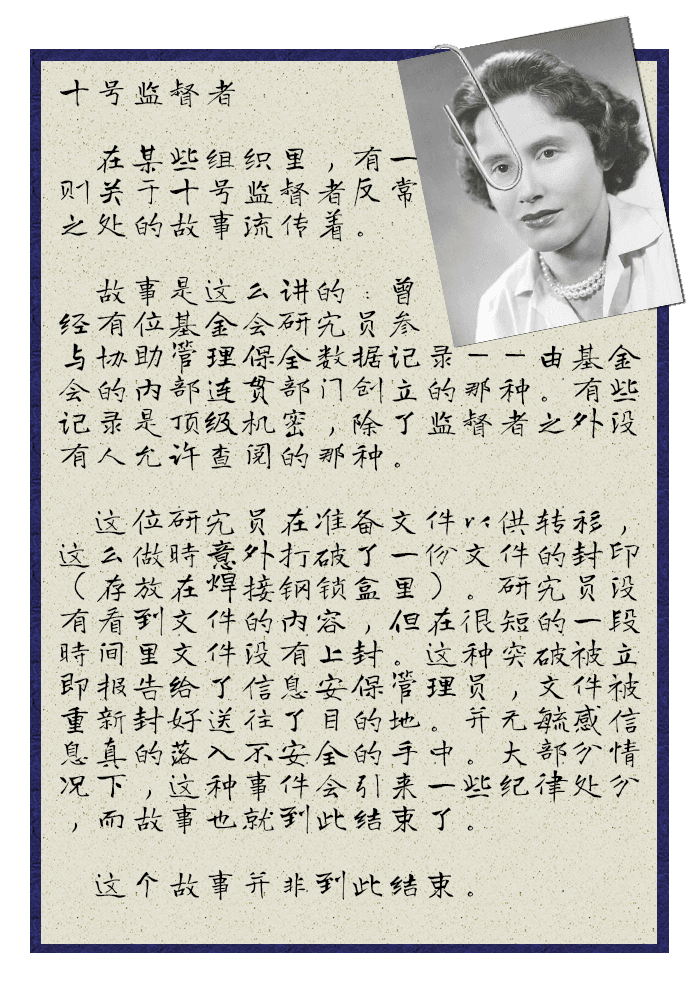 十号监督者
在某些组织里，有一
则关于十号监督者反常
之处的故事流传着。
故事是这么讲的：曾
经有位基金会研究员参
与协助管理保全数据记录——由基金
会的内部连贯部门创立的那种。有些
记录是顶级机密，除了监督者之外没
有人允许查阅的那种。
这位研究员在准备文件以供转移，
这么做時意外打破了一份文件的封印
（存放在焊接钢锁盒里）。研究员没
有看到文件的内容，但在很短的一段
時间里文件没有上封。这种突破被立
即报告给了信息安保管理员，文件被
重新封好送往了目的地。并无毓感信
息真的落入不安全的手中。大部分情
况下，这种事件会引来一些纪律处分
，而故事也就到此结束了。
这个故事并非到此结束。